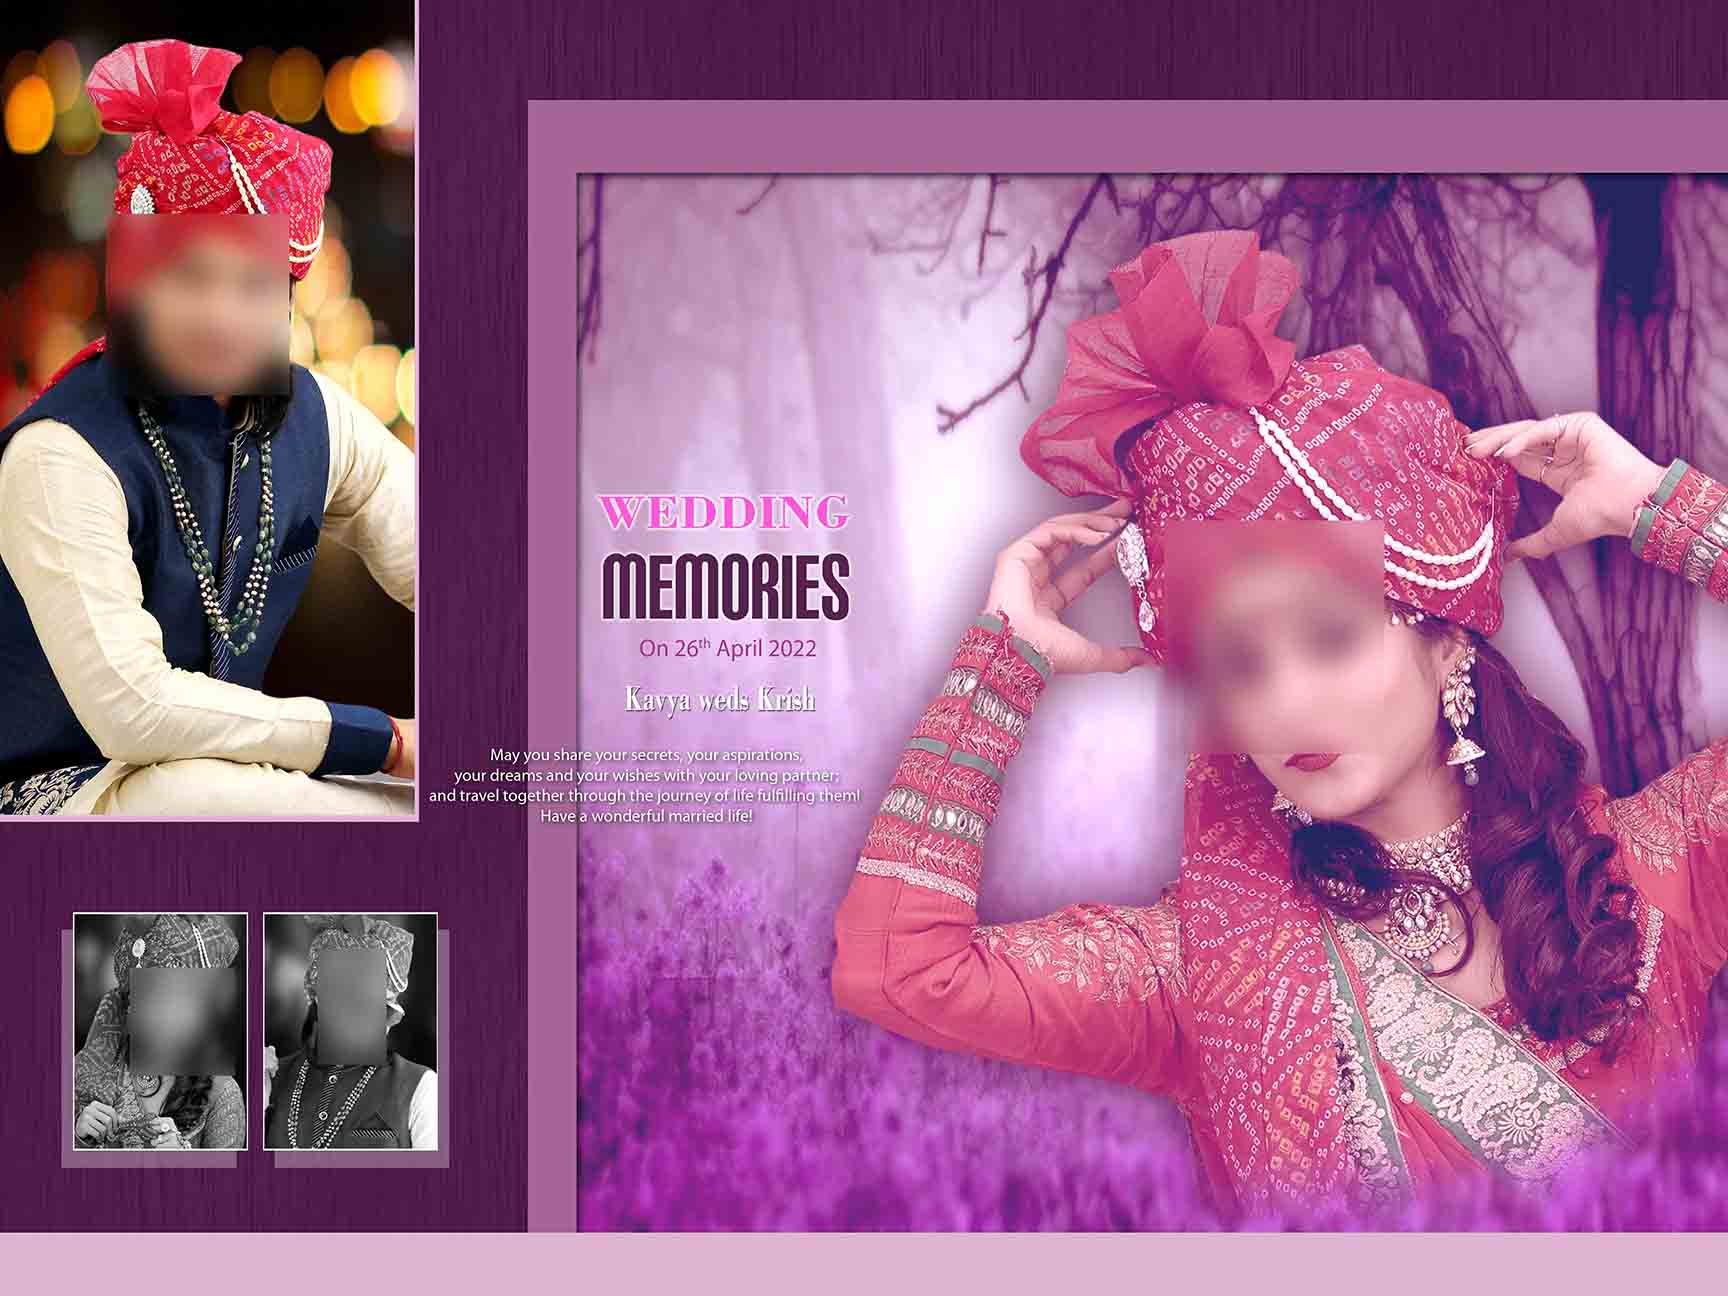 WEDDING
MEMORIES
On 26th April 2022
Kavya weds Krish
May you share your secrets, your aspirations,
your dreams and your wishes with your loving partner;
and travel together through the journey of life fulfilling them!
Have a wonderful married life!